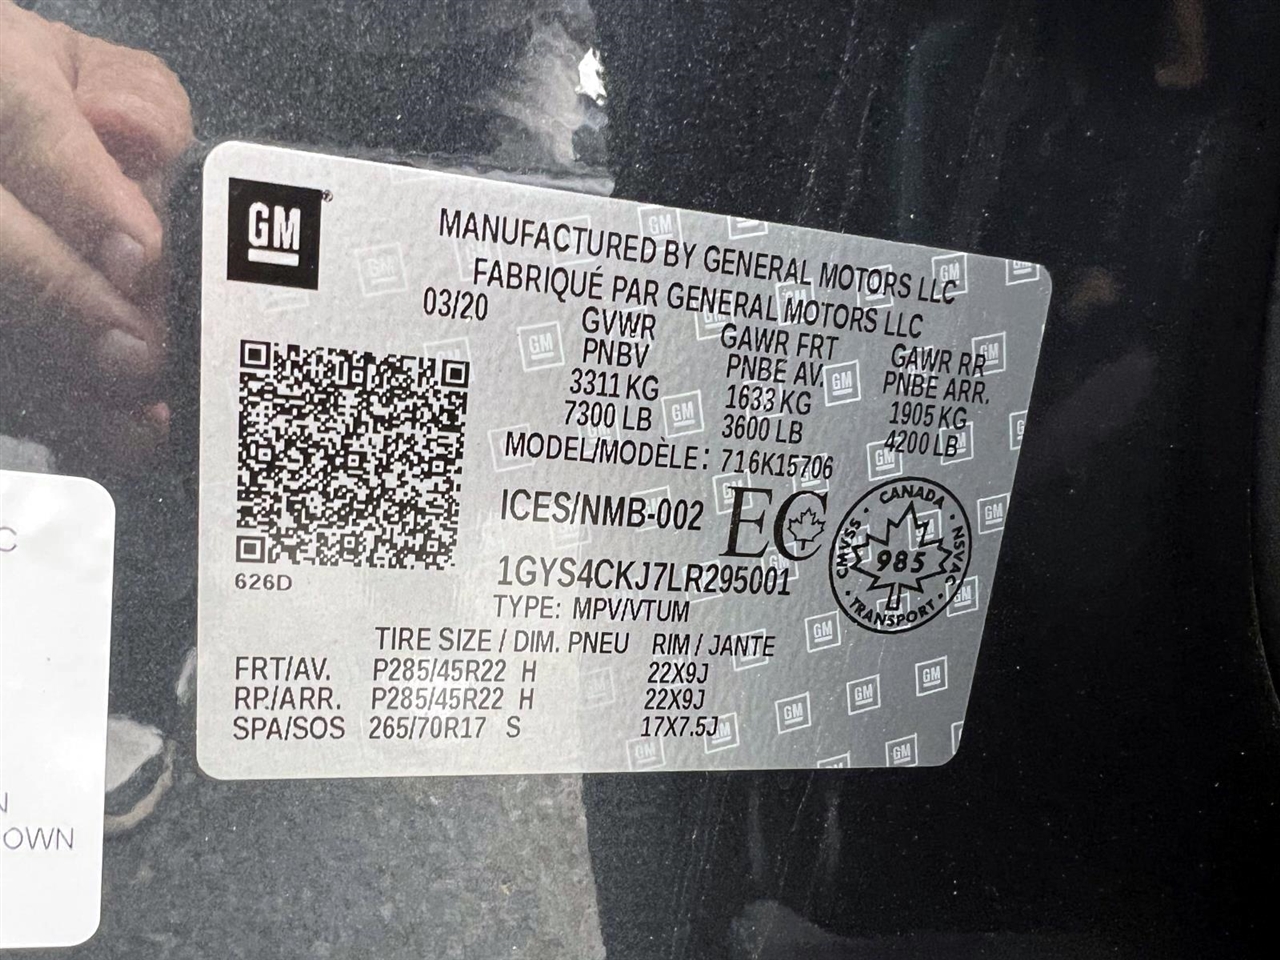 GM
MANUFACTURED BY GENERAL MOTORS LLC
FABRIQUÉ PAR GENERAL MOTORS LLC
03/20
GVWR GAWR FRT GAWR RR
PNBV PNBE AV. PNBE ARR.
3311 KG 1633 KG 1905 KG
7300 LB 3600 LB 4200 LB
MODEL/MODÈLE: 716K15706
ICES/NMB-002 EC
CANADA
CMVSS 985 NSVAC
TRANSPORT
1GYS4CKJ7LR295001
626D
TYPE: MPV/VTUM
TIRE SIZE / DIM. PNEU RIM / JANTE
FRT/AV. P285/45R22 H 22X9J
RP./ARR. P285/45R22 H 22X9J
SPA/SOS 265/70R17 S 17X7.5J
OWN